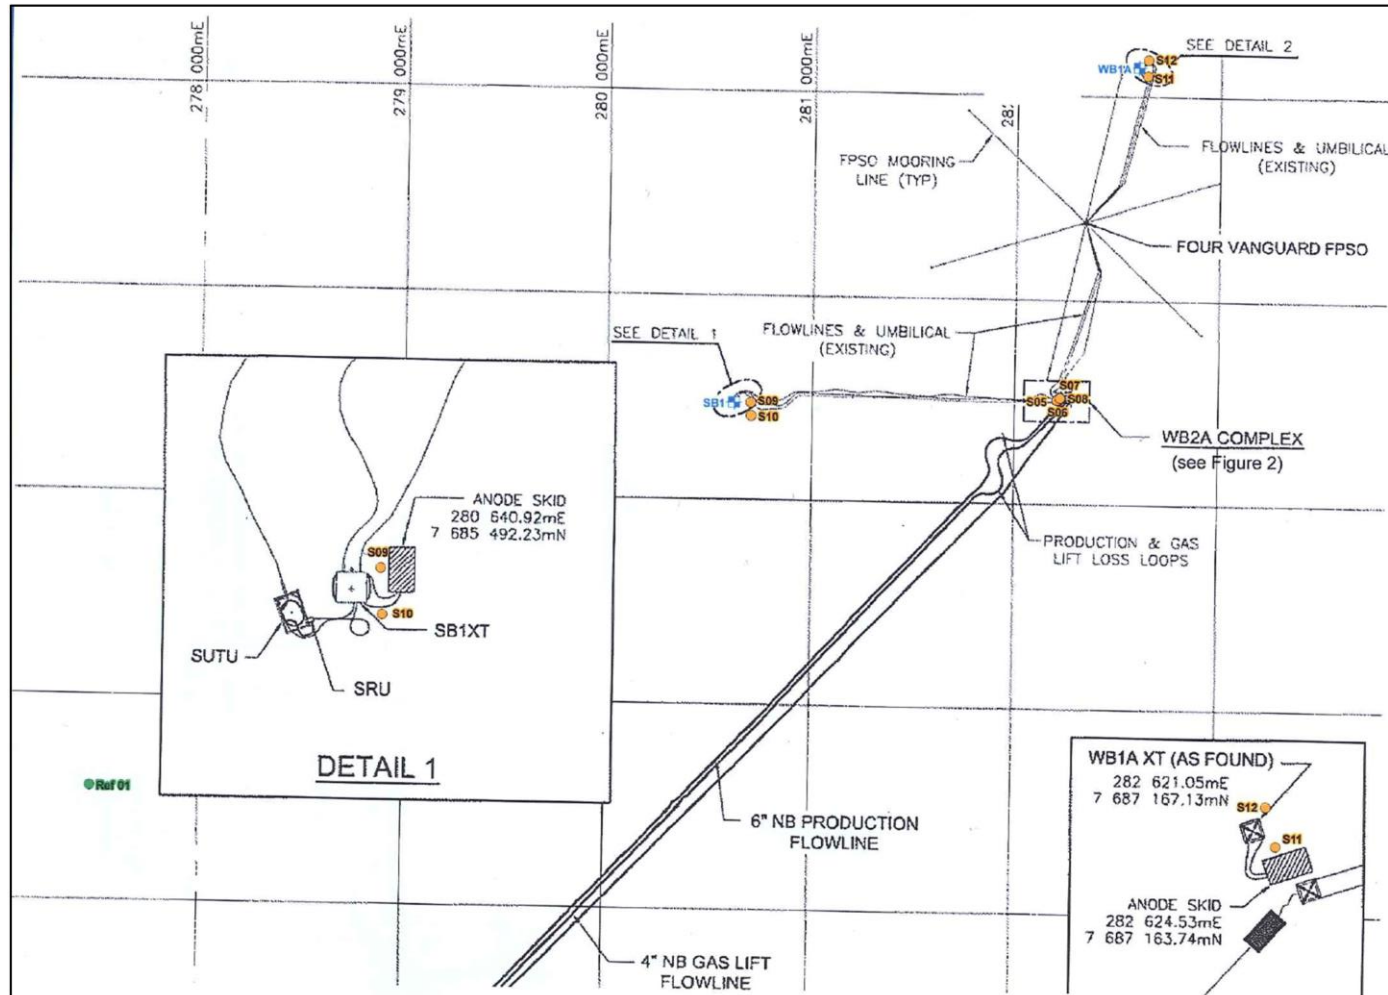 278 000mE
279 000mE
280 000mE
281 000mE
28
SEE DETAIL 2
WB1A
S12
S11
FPSO MOORING
LINE (TYP)
FLOWLINES & UMBILICAL
(EXISTING)
FOUR VANGUARD FPSO
SEE DETAIL 1
FLOWLINES & UMBILICAL
(EXISTING)
SB1
S09
S10
S07
S05
S08
S06
WB2A COMPLEX
(see Figure 2)
ANODE SKID
280 640.92mE
7 685 492.23mN
S09
S10
SB1XT
SUTU
SRU
DETAIL 1
PRODUCTION & GAS
LIFT LOSS LOOPS
Ref 01
6" NB PRODUCTION
FLOWLINE
4" NB GAS LIFT
FLOWLINE
WB1A XT (AS FOUND)
282 621.05mE
7 687 167.13mN
S12
S11
ANODE SKID
282 624.53mE
7 687 163.74mN